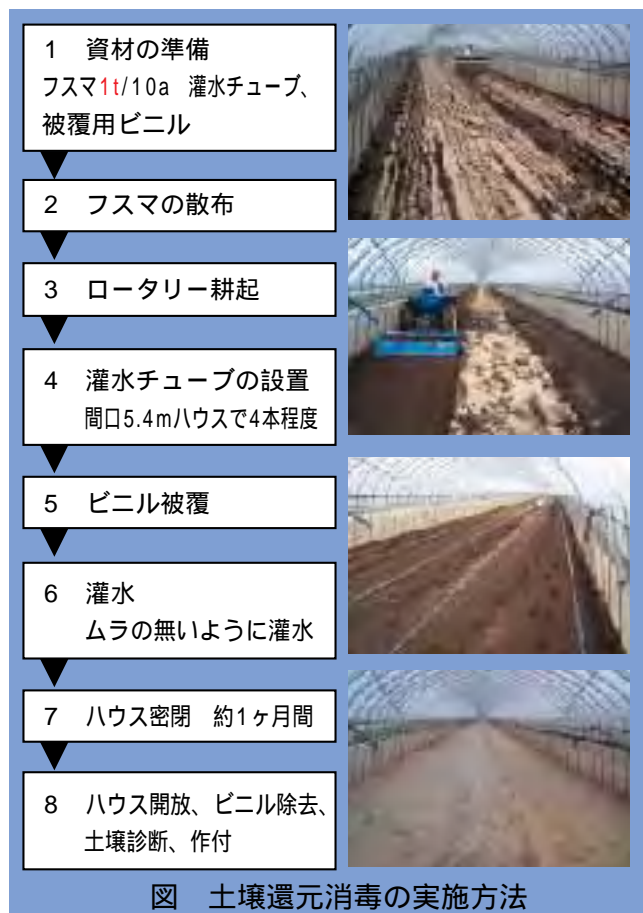 1　資材の準備
フスマ1t/10a　灌水チューブ、
被覆用ビニル
2　フスマの散布
3　ロータリー耕起
4　灌水チューブの設置
間口5.4mハウスで4本程度
5　ビニル被覆
6　灌水
ムラの無いように灌水
7　ハウス密閉　約1ヶ月間
8　ハウス開放、ビニル除去、
土壌診断、作付
図　土壌還元消毒の実施方法